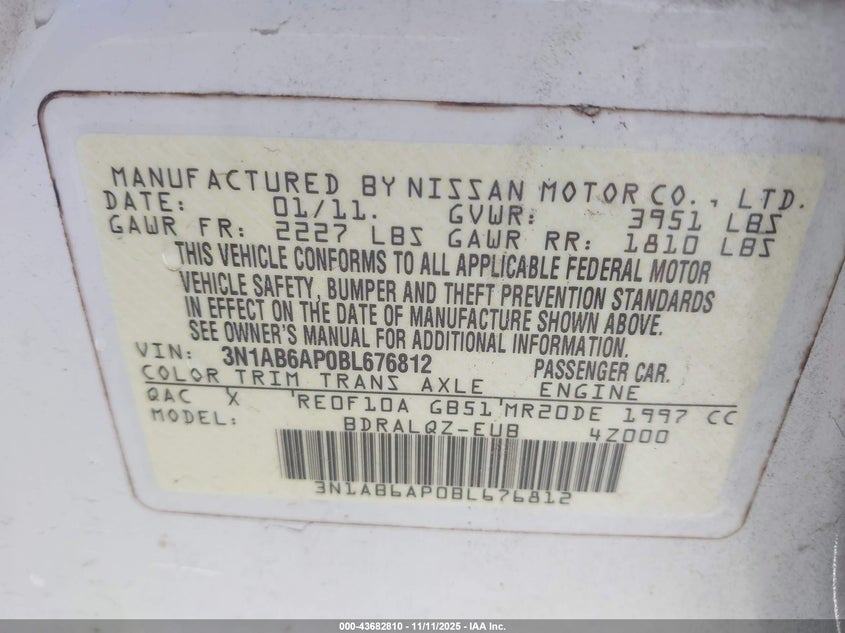 MANUFACTURED BY NISSAN MOTOR CO., LTD.
DATE: 01/11. GVWR: 3951 LBS
GAWR FR: 2227 LBS GAWR RR: 1810 LBS
THIS VEHICLE CONFORMS TO ALL APPLICABLE FEDERAL MOTOR
VEHICLE SAFETY, BUMPER AND THEFT PREVENTION STANDARDS
IN EFFECT ON THE DATE OF MANUFACTURE SHOWN ABOVE.
SEE OWNER'S MANUAL FOR ADDITIONAL INFORMATION.
VIN: 3N1AB6AP0BL676812 PASSENGER CAR.
COLOR TRIM TRANS AXLE ENGINE
QAC X 'RE0F10A GB51'MR20DE 1997 CC
MODEL: BDRALQZ-EUB 4Z000
3N1AB6AP0BL676812
000-43682810 - 11/11/2025 - IAA Inc.